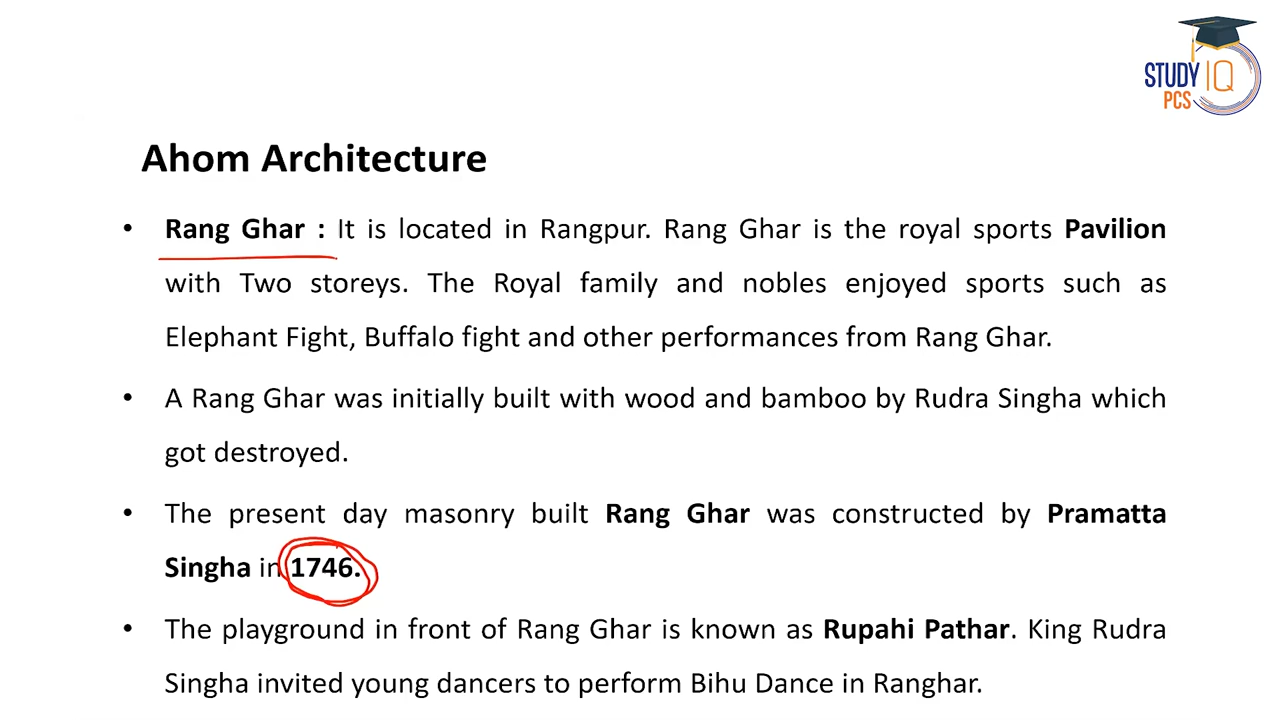 STUDY IQ
PCS
Ahom Architecture
• Rang Ghar : It is located in Rangpur. Rang Ghar is the royal sports Pavilion
with Two storeys. The Royal family and nobles enjoyed sports such as
Elephant Fight, Buffalo fight and other performances from Rang Ghar.
• A Rang Ghar was initially built with wood and bamboo by Rudra Singha which
got destroyed.
• The present day masonry built Rang Ghar was constructed by Pramatta
Singha in 1746.
• The playground in front of Rang Ghar is known as Rupahi Pathar. King Rudra
Singha invited young dancers to perform Bihu Dance in Ranghar.